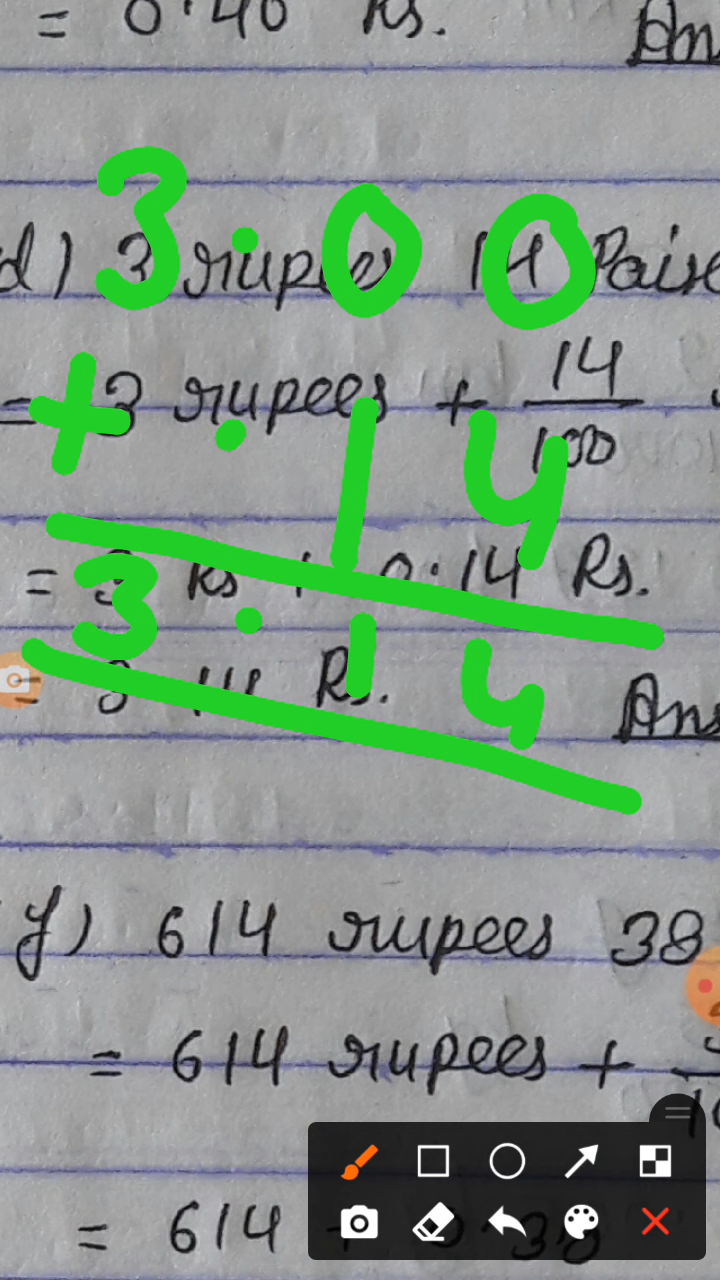 = 0.40 Rs. Ans
3.00
d) 3 rupees 14 Paise
= 3 rupees + 14/100
+ .14
= 3 Rs + 0.14 Rs.
3.14
= 3.14 Rs. Ans
f) 614 rupees 38
= 614 rupees +
= 614 + 0.38